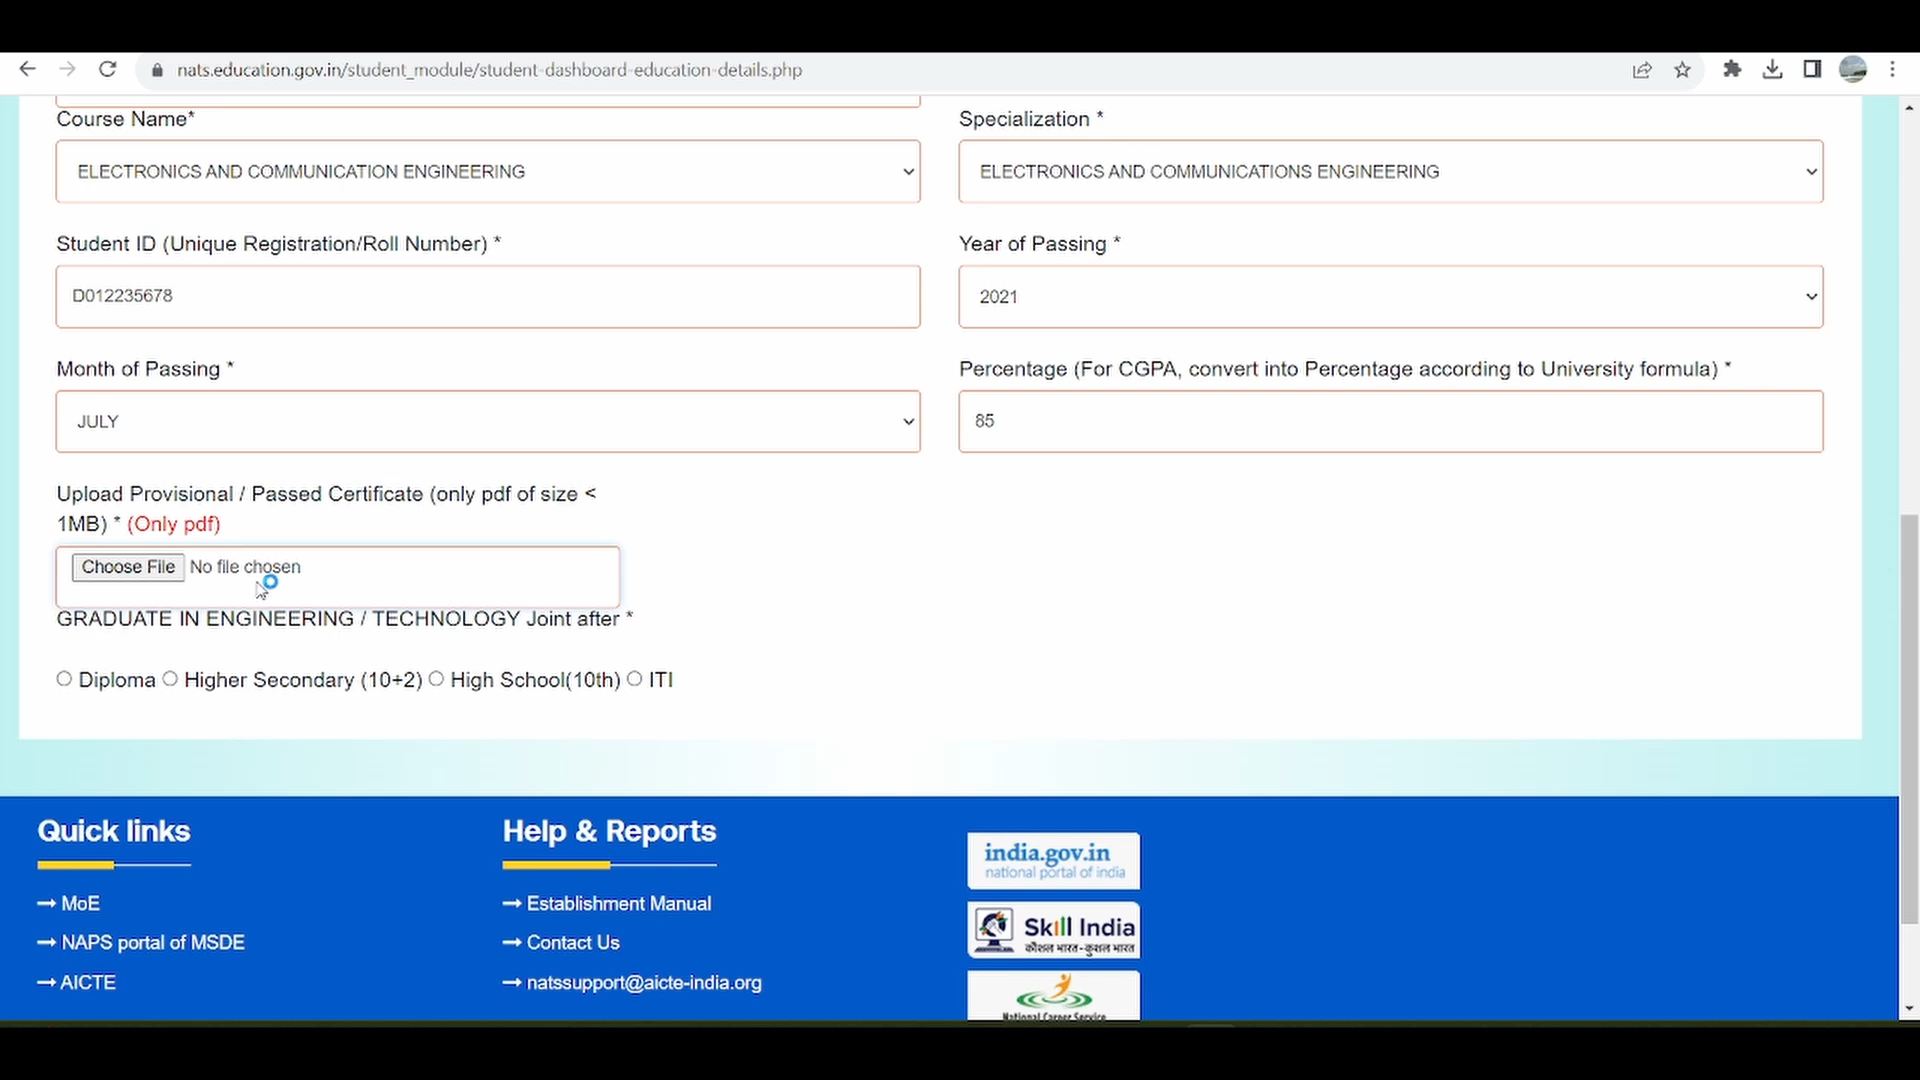 nats.education.gov.in/student_module/student-dashboard-education-details.php
Course Name*
Specialization *
ELECTRONICS AND COMMUNICATION ENGINEERING
ELECTRONICS AND COMMUNICATIONS ENGINEERING
Student ID (Unique Registration/Roll Number) *
Year of Passing *
D012235678
2021
Month of Passing *
Percentage (For CGPA, convert into Percentage according to University formula) *
JULY
85
Upload Provisional / Passed Certificate (only pdf of size <
1MB) * (Only pdf)
Choose File No file chosen
GRADUATE IN ENGINEERING / TECHNOLOGY Joint after *
Diploma Higher Secondary (10+2) High School(10th) ITI
Quick links
MoE
NAPS portal of MSDE
AICTE
Help & Reports
Establishment Manual
Contact Us
natssupport@aicte-india.org
india.gov.in
national portal of india
Skill India
कौशल भारत - कुशल भारत
National Career Service